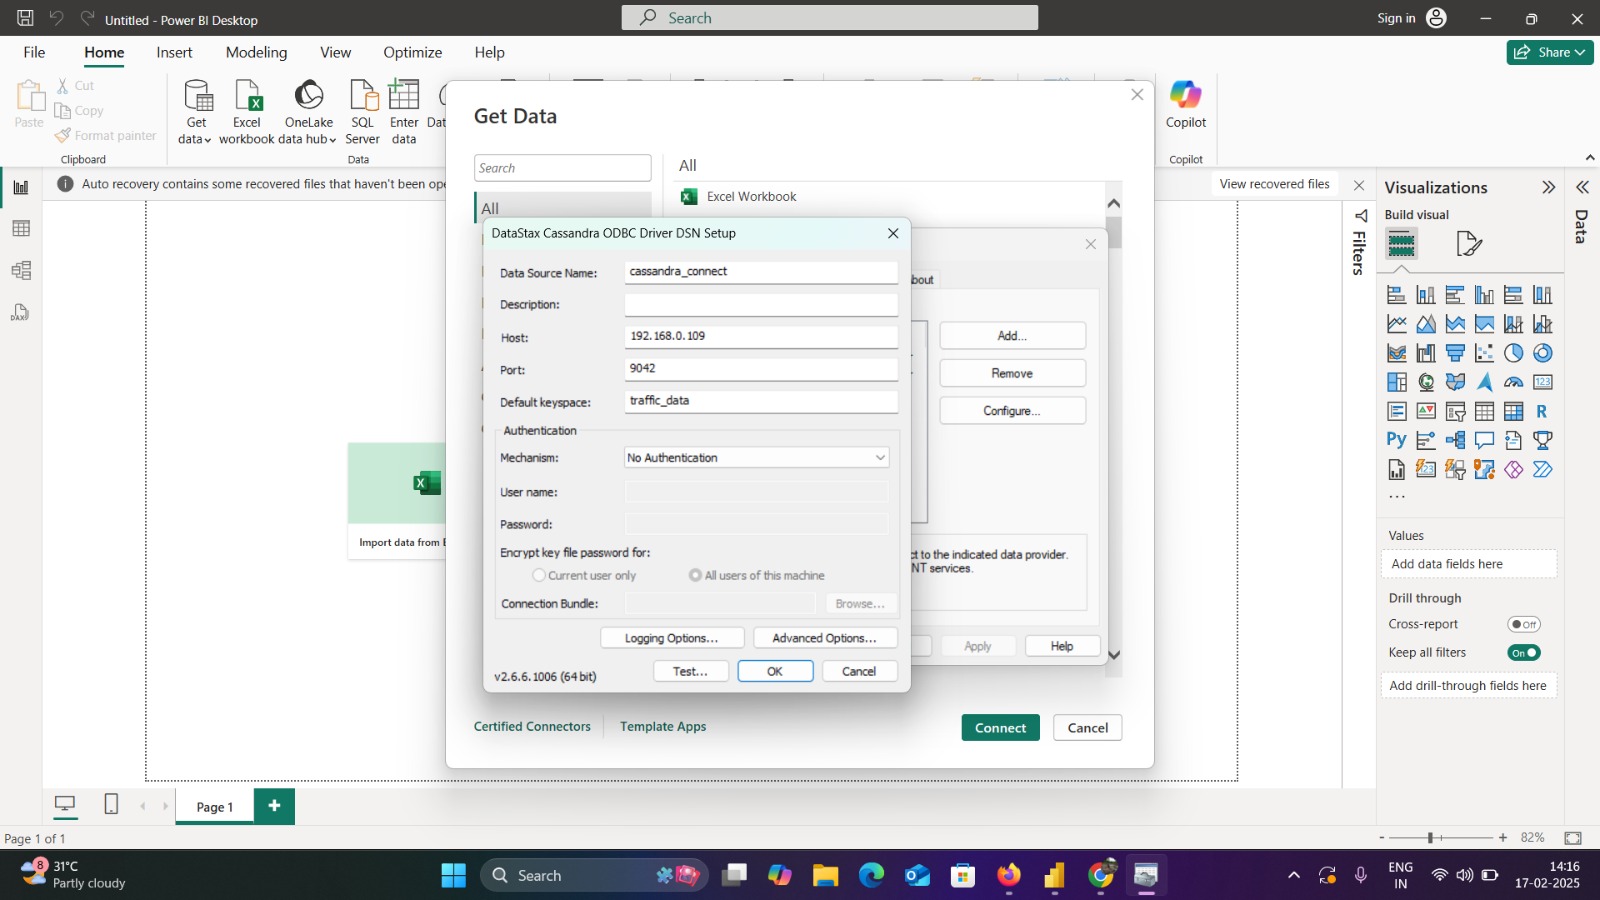 Untitled - Power BI Desktop
Search
Sign in
File
Home
Insert
Modeling
View
Optimize
Help
Share
Paste
Cut
Copy
Format painter
Clipboard
Get data
Excel workbook
OneLake data hub
SQL Server
Enter data
Data
Copilot
Copilot
Auto recovery contains some recovered files that haven't been ope
View recovered files
Get Data
Search
All
All
Excel Workbook
bout
Add...
Remove
Configure...
ct to the indicated data provider.
NT services.
Apply
Help
DataStax Cassandra ODBC Driver DSN Setup
Data Source Name:
cassandra_connect
Description:
Host:
192.168.0.109
Port:
9042
Default keyspace:
traffic_data
Authentication
Mechanism:
No Authentication
User name:
Password:
Encrypt key file password for:
Current user only
All users of this machine
Connection Bundle:
Browse...
Logging Options...
Advanced Options...
v2.6.6.1006 (64 bit)
Test...
OK
Cancel
Certified Connectors
Template Apps
Connect
Cancel
Import data from E
Filters
Visualizations
Build visual
123
R
Py
123
...
Values
Add data fields here
Drill through
Cross-report
Off
Keep all filters
On
Add drill-through fields here
Data
DAX
Page 1
Page 1 of 1
- + 82%
8
31°C
Partly cloudy
Search
ENG
IN
14:16
17-02-2025